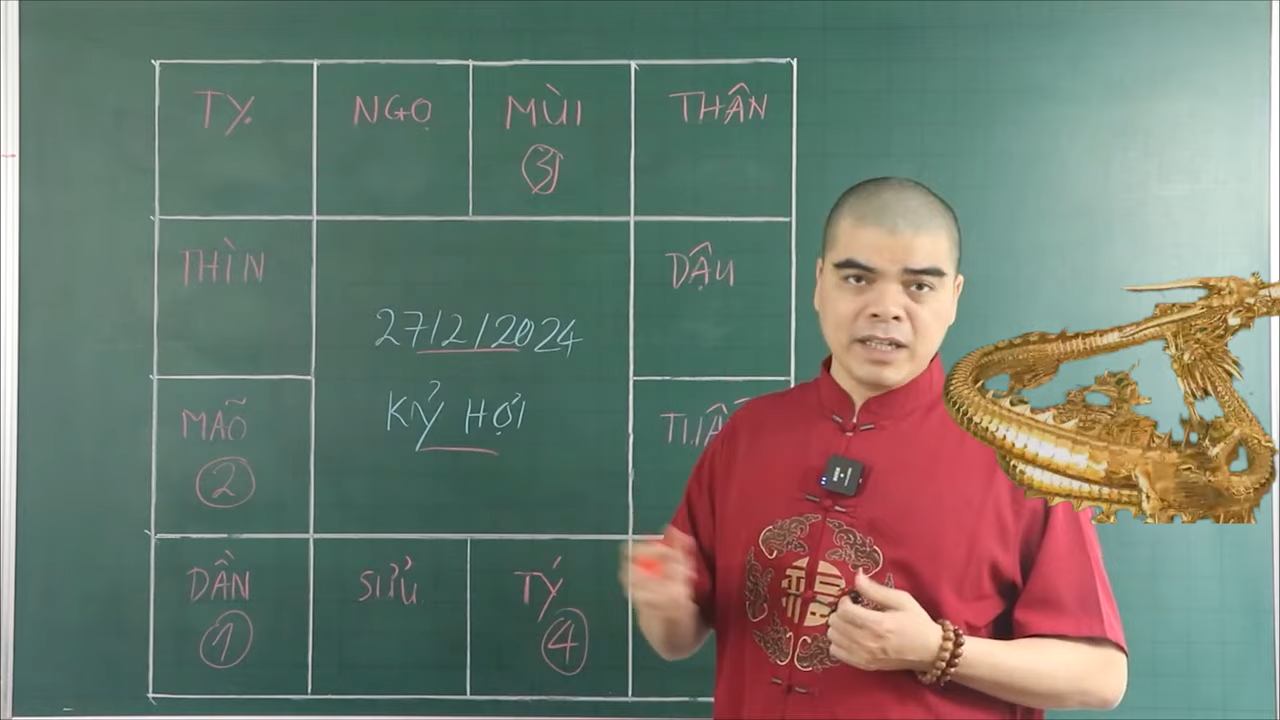 TỴ NGỌ MÙI THÂN
3
THÌN DẬU
27/2/2024
KỶ HỢI
MÃO
2
DẦN SỬU TÝ
1 4